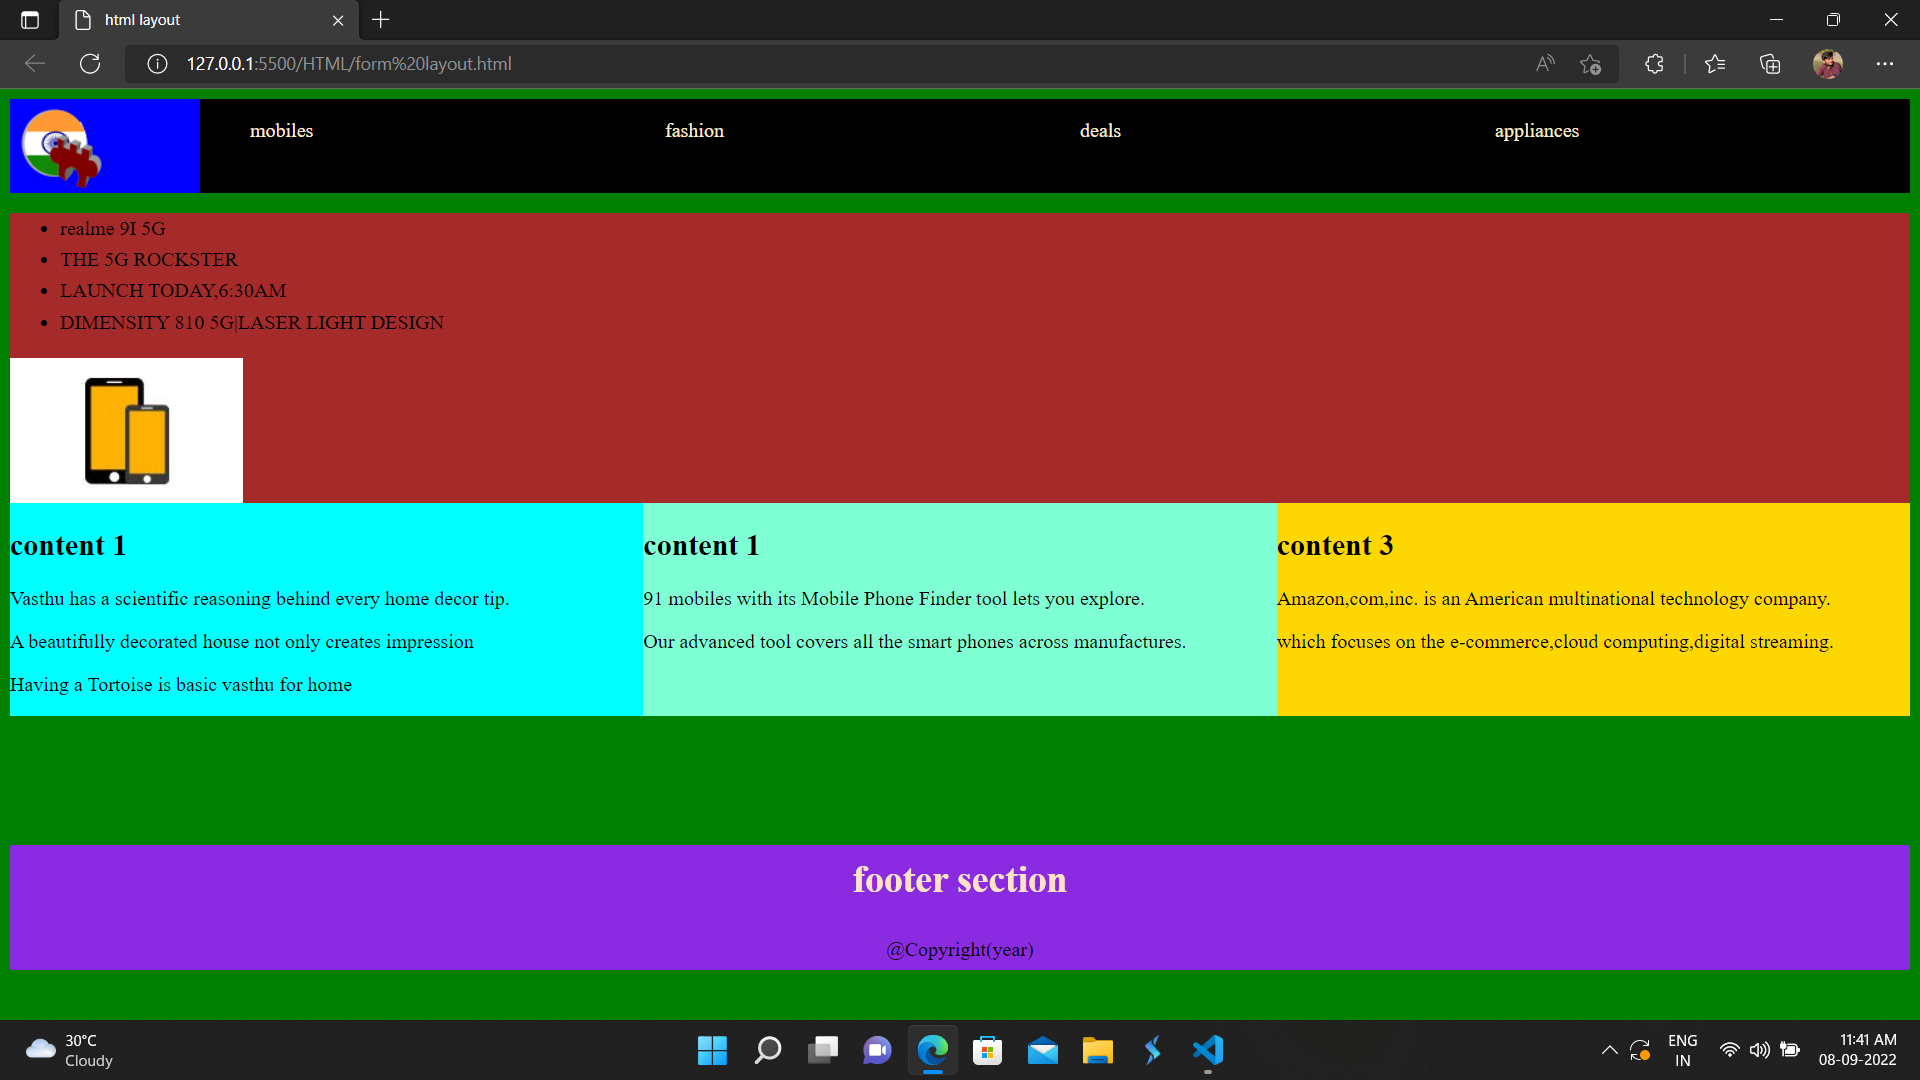 html layout
127.0.0.1:5500/HTML/form%20layout.html
mobiles fashion deals appliances
realme 9I 5G
THE 5G ROCKSTER
LAUNCH TODAY,6:30AM
DIMENSITY 810 5G|LASER LIGHT DESIGN
content 1
Vasthu has a scientific reasoning behind every home decor tip.
A beautifully decorated house not only creates impression
Having a Tortoise is basic vasthu for home
content 1
91 mobiles with its Mobile Phone Finder tool lets you explore.
Our advanced tool covers all the smart phones across manufactures.
content 3
Amazon,com,inc. is an American multinational technology company.
which focuses on the e-commerce,cloud computing,digital streaming.
footer section
@Copyright(year)
30°C
Cloudy
ENG
IN
11:41 AM
08-09-2022